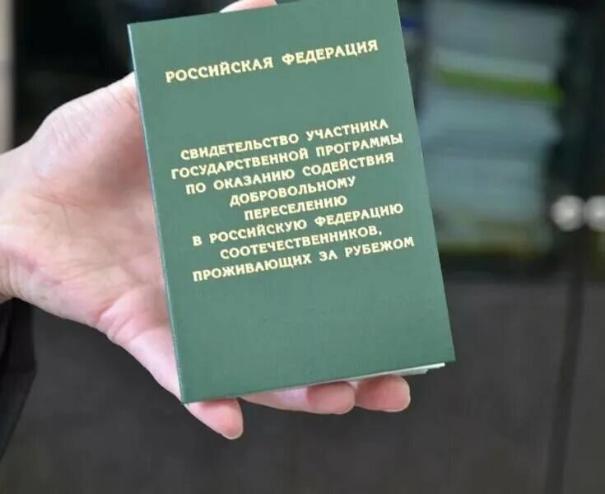 РОССИЙСКАЯ ФЕДЕРАЦИЯ
СВИДЕТЕЛЬСТВО УЧАСТНИКА
ГОСУДАРСТВЕННОЙ ПРОГРАММЫ
ПО ОКАЗАНИЮ СОДЕЙСТВИЯ
ДОБРОВОЛЬНОМУ
ПЕРЕСЕЛЕНИЮ
В РОССИЙСКУЮ ФЕДЕРАЦИЮ
СООТЕЧЕСТВЕННИКОВ,
ПРОЖИВАЮЩИХ ЗА РУБЕЖОМ